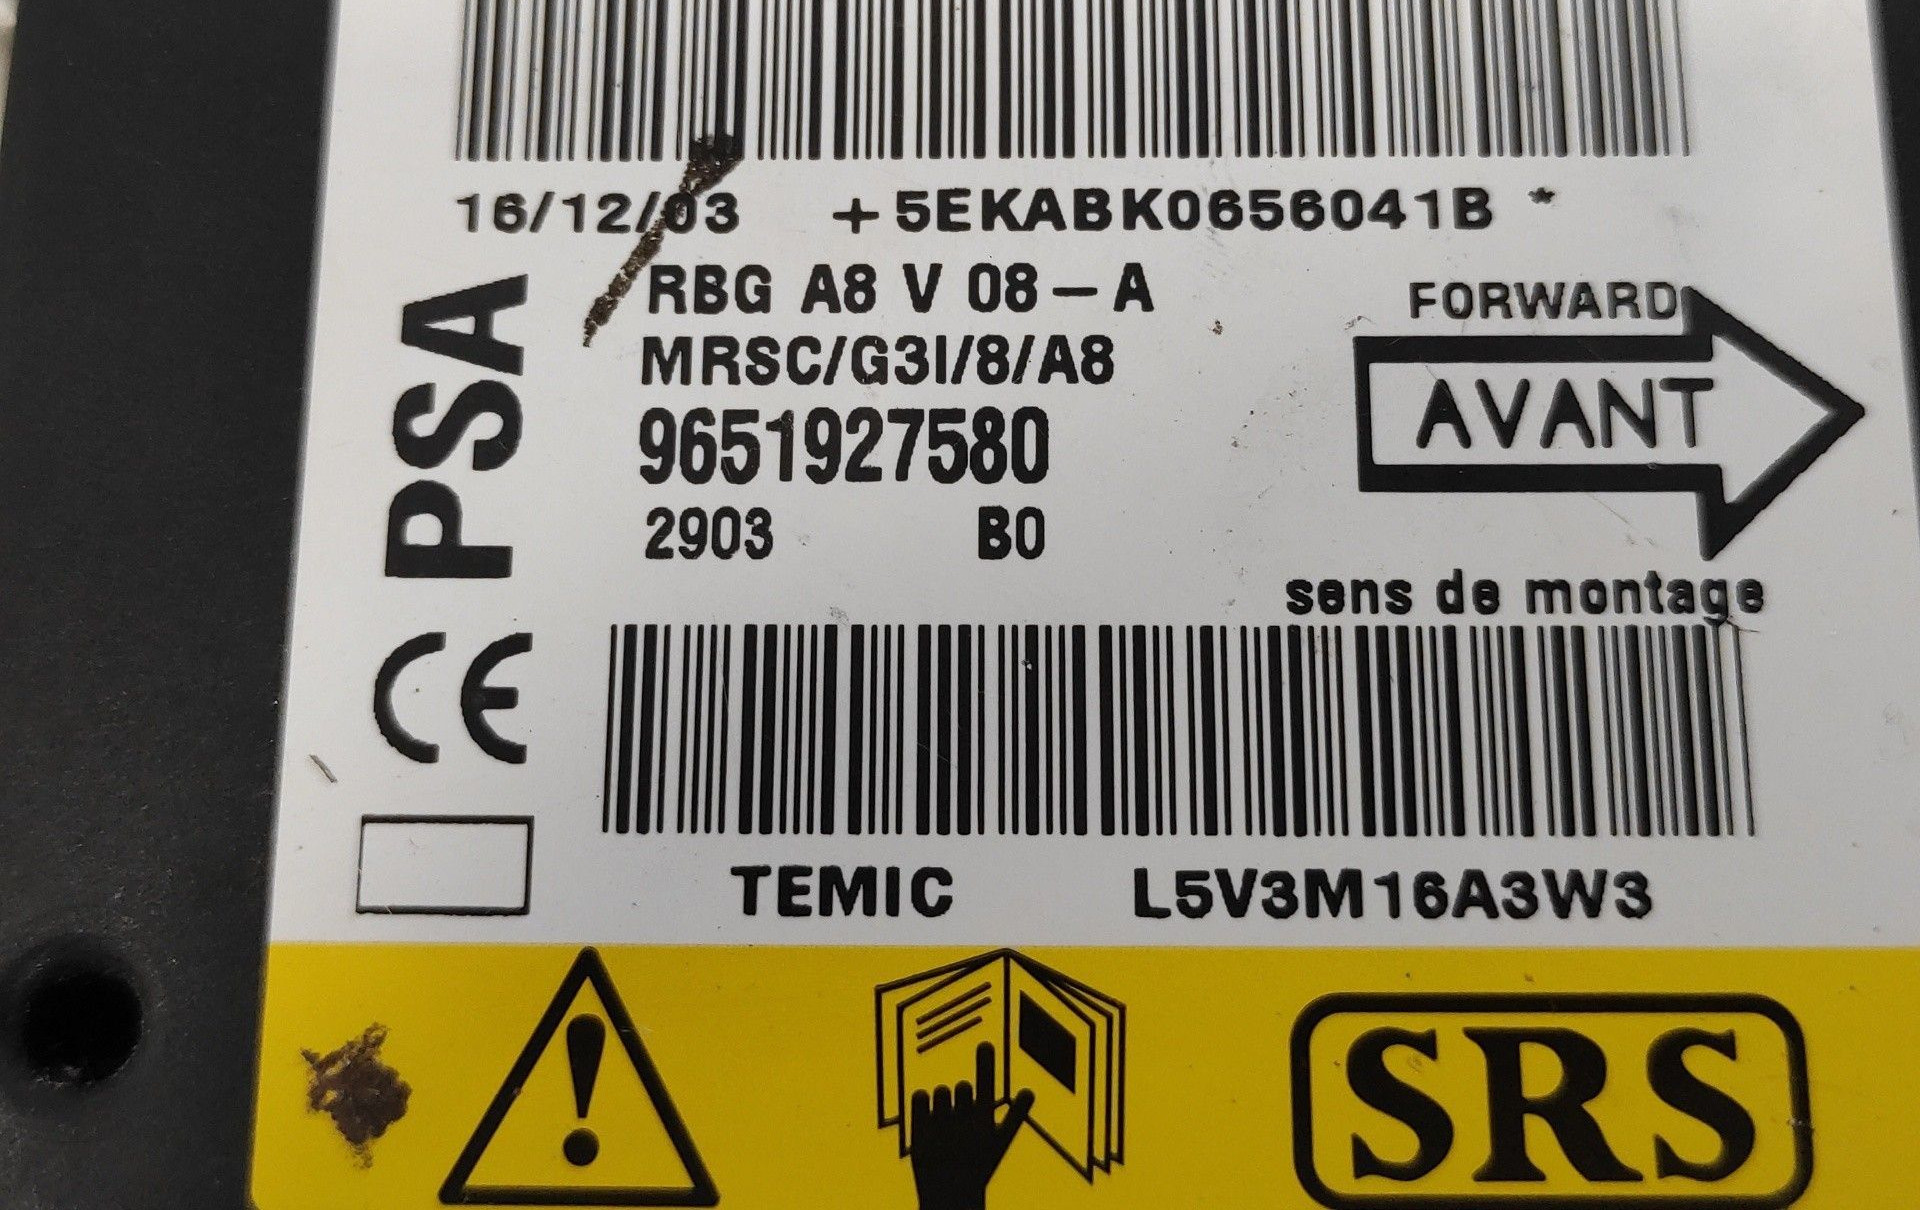 16/12/03 +5EKABK0656041B *
RBG A8 V 08-A
MRSC/G3I/8/A8
9651927580
2903 B0
PSA
CE
FORWARD
AVANT
sens de montage
TEMIC L5V3M16A3W3
!
SRS